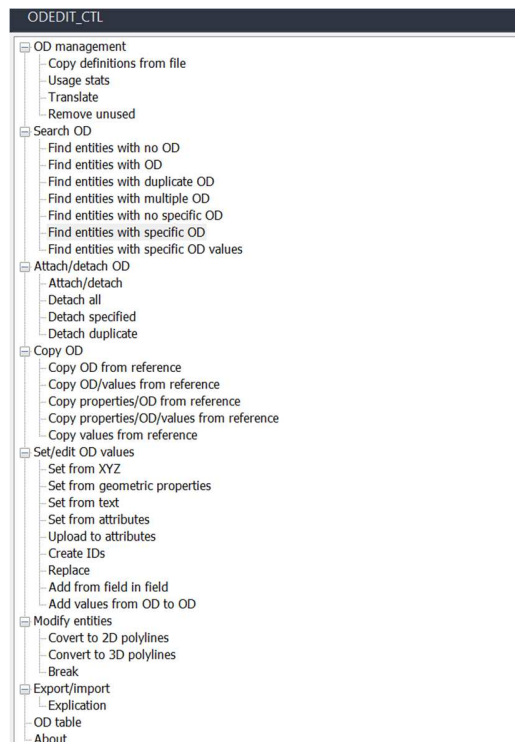 ODEDIT_CTL
OD management
Copy definitions from file
Usage stats
Translate
Remove unused
Search OD
Find entities with no OD
Find entities with OD
Find entities with duplicate OD
Find entities with multiple OD
Find entities with no specific OD
Find entities with specific OD
Find entities with specific OD values
Attach/detach OD
Attach/detach
Detach all
Detach specified
Detach duplicate
Copy OD
Copy OD from reference
Copy OD/values from reference
Copy properties/OD from reference
Copy properties/OD/values from reference
Copy values from reference
Set/edit OD values
Set from XYZ
Set from geometric properties
Set from text
Set from attributes
Upload to attributes
Create IDs
Replace
Add from field in field
Add values from OD to OD
Modify entities
Covert to 2D polylines
Convert to 3D polylines
Break
Export/import
Explication
OD table
About